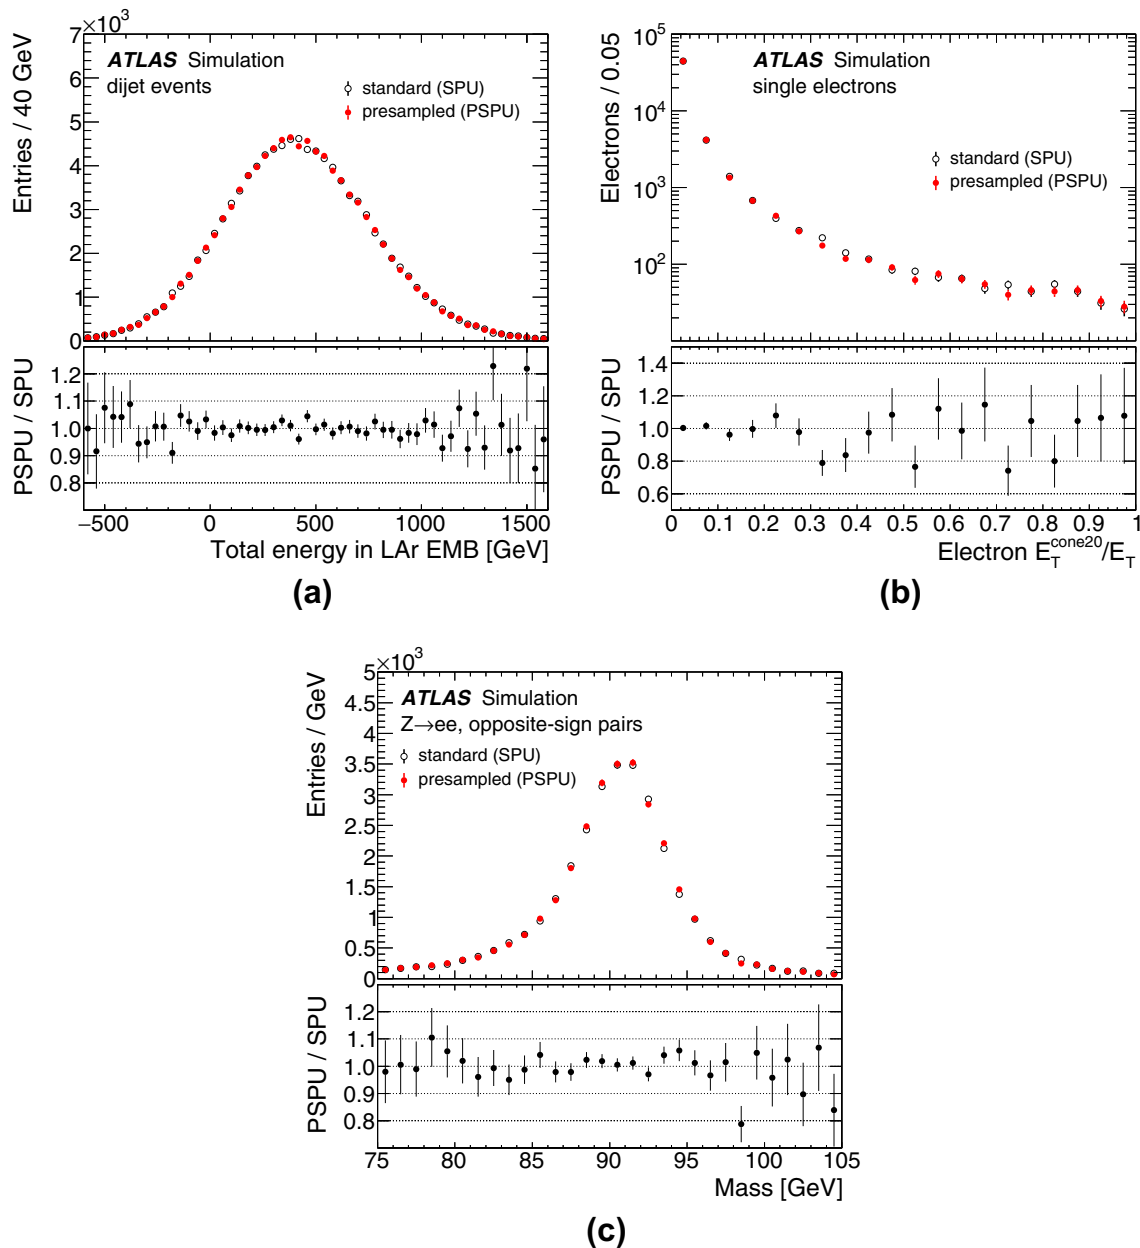 ×10³
7
6
5
4
3
2
1
0
Entries / 40 GeV
ATLAS Simulation
dijet events
standard (SPU)
presampled (PSPU)
1.2
1.1
1.0
0.9
0.8
PSPU / SPU
−500 0 500 1000 1500
Total energy in LAr EMB [GeV]
(a)
10⁵
10⁴
10³
10²
Electrons / 0.05
ATLAS Simulation
single electrons
standard (SPU)
presampled (PSPU)
1.4
1.2
1.0
0.8
0.6
PSPU / SPU
0 0.1 0.2 0.3 0.4 0.5 0.6 0.7 0.8 0.9 1
Electron E_T^cone20/E_T
(b)
×10³
5
4.5
4
3.5
3
2.5
2
1.5
1
0.5
0
Entries / GeV
ATLAS Simulation
Z→ee, opposite-sign pairs
standard (SPU)
presampled (PSPU)
1.2
1.1
1.0
0.9
0.8
PSPU / SPU
75 80 85 90 95 100 105
Mass [GeV]
(c)